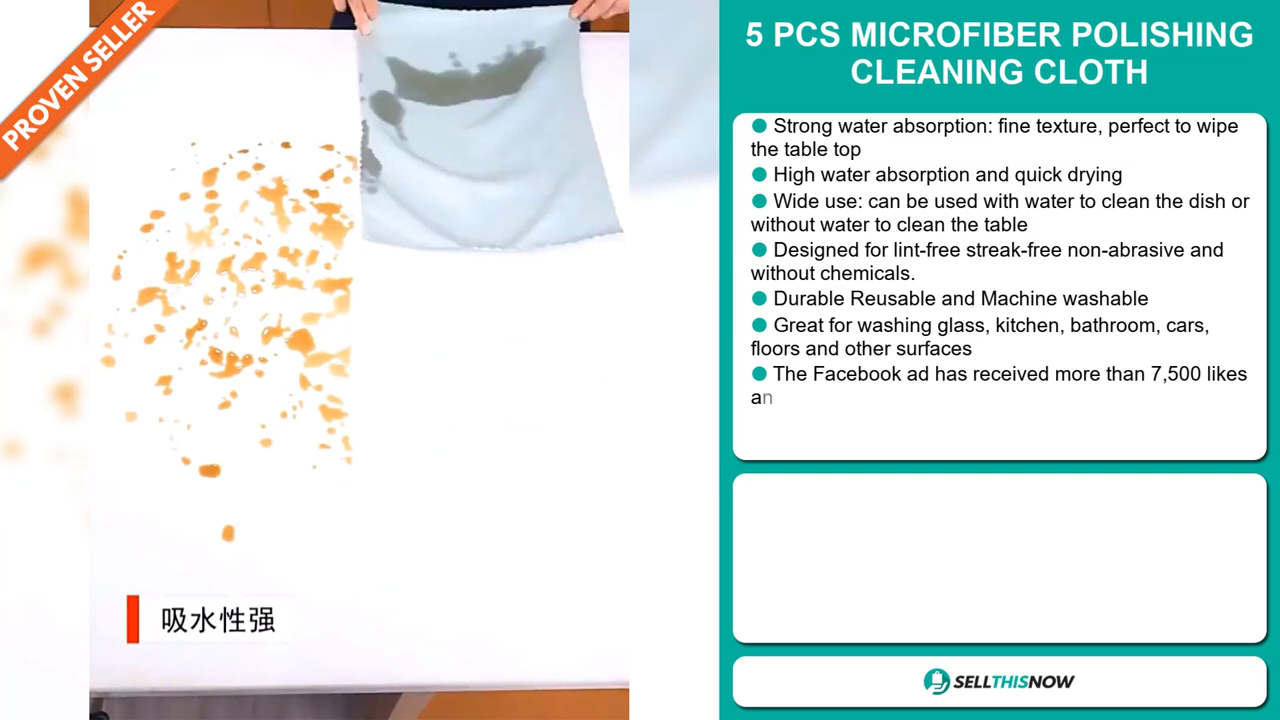 PROVEN SELLER
吸水性强
5 PCS MICROFIBER POLISHING
CLEANING CLOTH
● Strong water absorption: fine texture, perfect to wipe
the table top
● High water absorption and quick drying
● Wide use: can be used with water to clean the dish or
without water to clean the table
● Designed for lint-free streak-free non-abrasive and
without chemicals.
● Durable Reusable and Machine washable
● Great for washing glass, kitchen, bathroom, cars,
floors and other surfaces
● The Facebook ad has received more than 7,500 likes
an
SELLTHISNOW